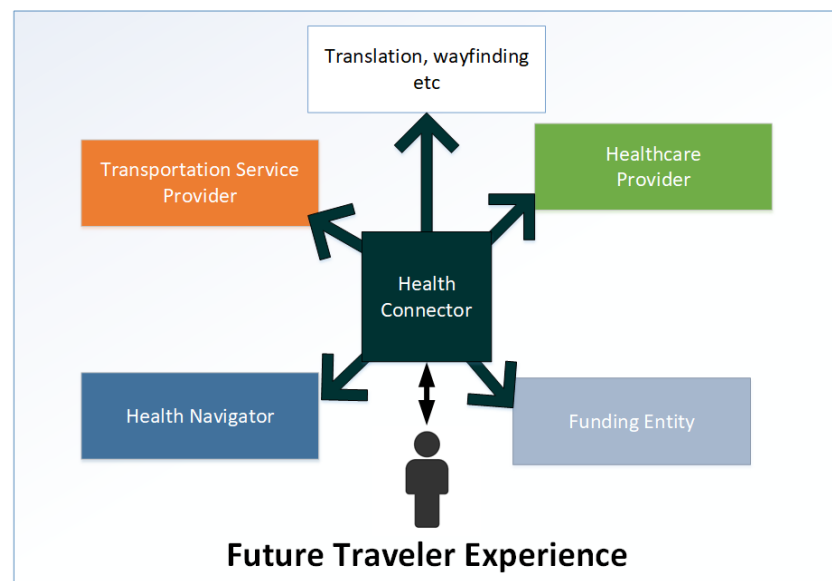 Translation, wayfinding
etc
Transportation Service
Provider
Healthcare
Provider
Health
Connector
Health Navigator
Funding Entity
Future Traveler Experience